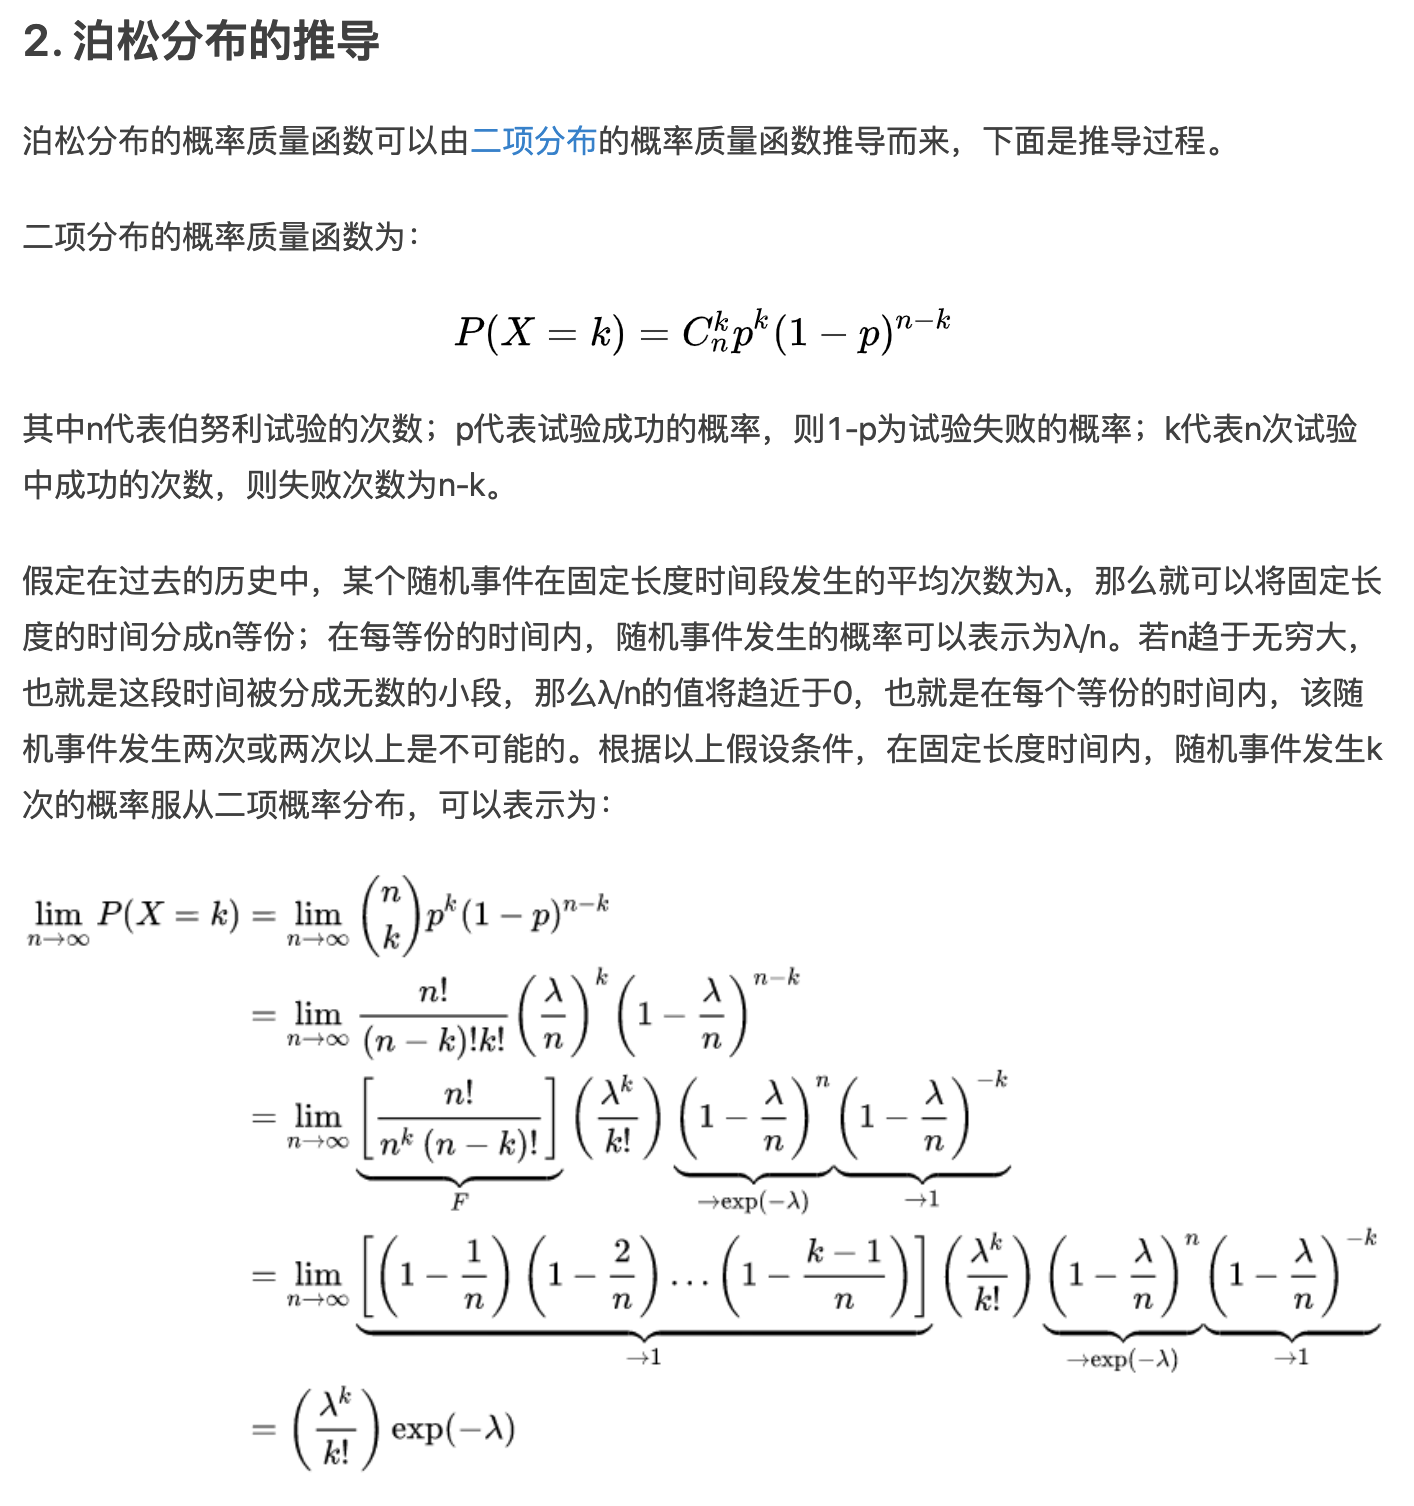 2. 泊松分布的推导
泊松分布的概率质量函数可以由二项分布的概率质量函数推导而来，下面是推导过程。
二项分布的概率质量函数为：
$P(X = k) = C_n^k p^k (1 - p)^{n-k}$
其中n代表伯努利试验的次数；p代表试验成功的概率，则1-p为试验失败的概率；k代表n次试验
中成功的次数，则失败次数为n-k。
假定在过去的历史中，某个随机事件在固定长度时间段发生的平均次数为λ，那么就可以将固定长
度的时间分成n等份；在每等份的时间内，随机事件发生的概率可以表示为λ/n。若n趋于无穷大，
也就是这段时间被分成无数的小段，那么λ/n的值将趋近于0，也就是在每个等份的时间内，该随
机事件发生两次或两次以上是不可能的。根据以上假设条件，在固定长度时间内，随机事件发生k
次的概率服从二项概率分布，可以表示为：
$\lim_{n \to \infty} P(X = k) = \lim_{n \to \infty} \binom{n}{k} p^k (1 - p)^{n-k}$
$= \lim_{n \to \infty} \frac{n!}{(n-k)!k!} \left(\frac{\lambda}{n}\right)^k \left(1 - \frac{\lambda}{n}\right)^{n-k}$
$= \lim_{n \to \infty} \underbrace{\left[\frac{n!}{n^k (n-k)!}\right]}_{F} \left(\frac{\lambda^k}{k!}\right) \underbrace{\left(1 - \frac{\lambda}{n}\right)^n}_{\to \exp(-\lambda)} \underbrace{\left(1 - \frac{\lambda}{n}\right)^{-k}}_{\to 1}$
$= \lim_{n \to \infty} \underbrace{\left[\left(1 - \frac{1}{n}\right) \left(1 - \frac{2}{n}\right) \ldots \left(1 - \frac{k-1}{n}\right)\right]}_{\to 1} \left(\frac{\lambda^k}{k!}\right) \underbrace{\left(1 - \frac{\lambda}{n}\right)^n}_{\to \exp(-\lambda)} \underbrace{\left(1 - \frac{\lambda}{n}\right)^{-k}}_{\to 1}$
$= \left(\frac{\lambda^k}{k!}\right) \exp(-\lambda)$